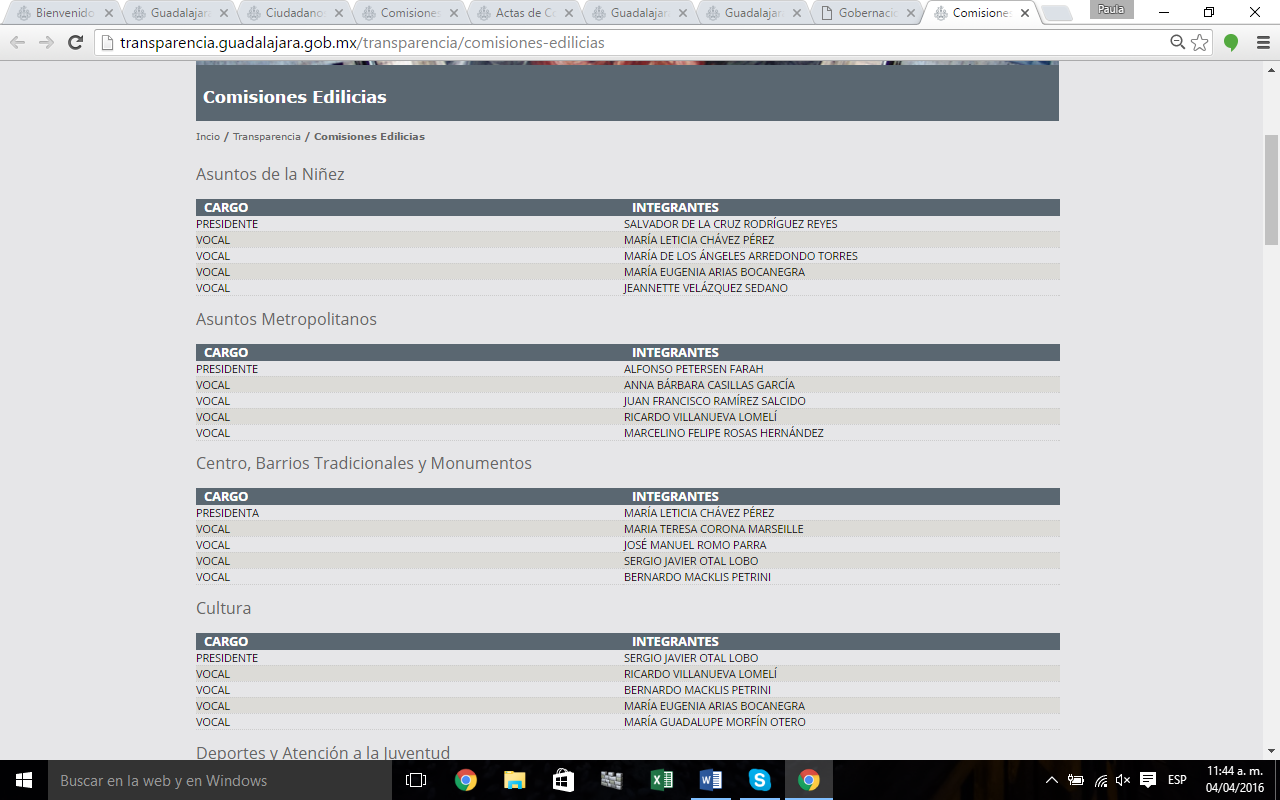 Bienvenido Guadalajara Ciudadano Comisiones Actas de Co Guadalajara Guadalajar Gobernaci Comisiones Paula
transparencia.guadalajara.gob.mx/transparencia/comisiones-edilicias
Comisiones Edilicias
Incio / Transparencia / Comisiones Edilicias
Asuntos de la Niñez
CARGO INTEGRANTES
PRESIDENTE SALVADOR DE LA CRUZ RODRÍGUEZ REYES
VOCAL MARÍA LETICIA CHÁVEZ PÉREZ
VOCAL MARÍA DE LOS ÁNGELES ARREDONDO TORRES
VOCAL MARÍA EUGENIA ARIAS BOCANEGRA
VOCAL JEANNETTE VELÁZQUEZ SEDANO
Asuntos Metropolitanos
CARGO INTEGRANTES
PRESIDENTE ALFONSO PETERSEN FARAH
VOCAL ANNA BÁRBARA CASILLAS GARCÍA
VOCAL JUAN FRANCISCO RAMÍREZ SALCIDO
VOCAL RICARDO VILLANUEVA LOMELÍ
VOCAL MARCELINO FELIPE ROSAS HERNÁNDEZ
Centro, Barrios Tradicionales y Monumentos
CARGO INTEGRANTES
PRESIDENTA MARÍA LETICIA CHÁVEZ PÉREZ
VOCAL MARIA TERESA CORONA MARSEILLE
VOCAL JOSÉ MANUEL ROMO PARRA
VOCAL SERGIO JAVIER OTAL LOBO
VOCAL BERNARDO MACKLIS PETRINI
Cultura
CARGO INTEGRANTES
PRESIDENTE SERGIO JAVIER OTAL LOBO
VOCAL RICARDO VILLANUEVA LOMELÍ
VOCAL BERNARDO MACKLIS PETRINI
VOCAL MARÍA EUGENIA ARIAS BOCANEGRA
VOCAL MARÍA GUADALUPE MORFÍN OTERO
Deportes y Atención a la Juventud
Buscar en la web y en Windows ESP 11:44 a. m.
04/04/2016